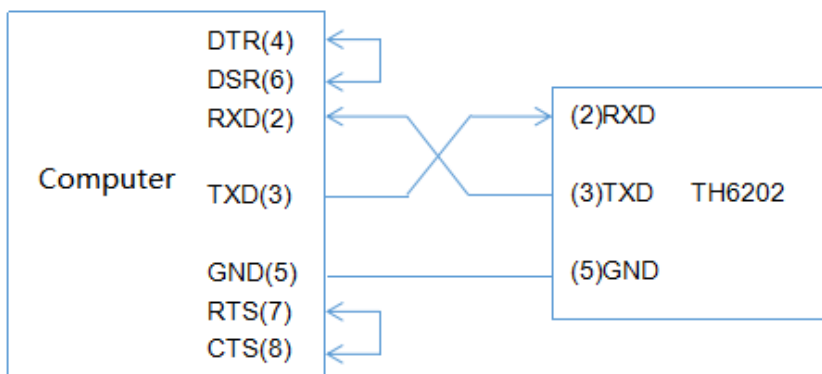 DTR(4)
DSR(6)
RXD(2)
(2)RXD
Computer
TXD(3)
(3)TXD TH6202
GND(5)
(5)GND
RTS(7)
CTS(8)